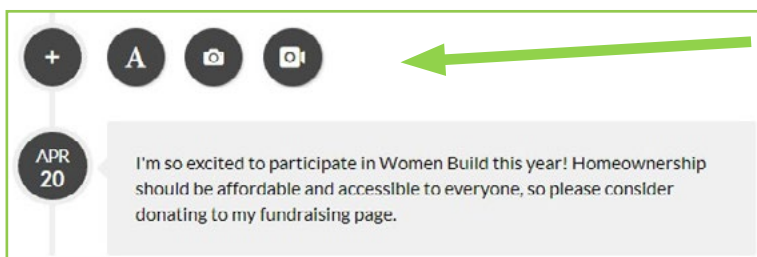 + A
APR
20
I'm so excited to participate in Women Build this year! Homeownership
should be affordable and accessible to everyone, so please consider
donating to my fundraising page.